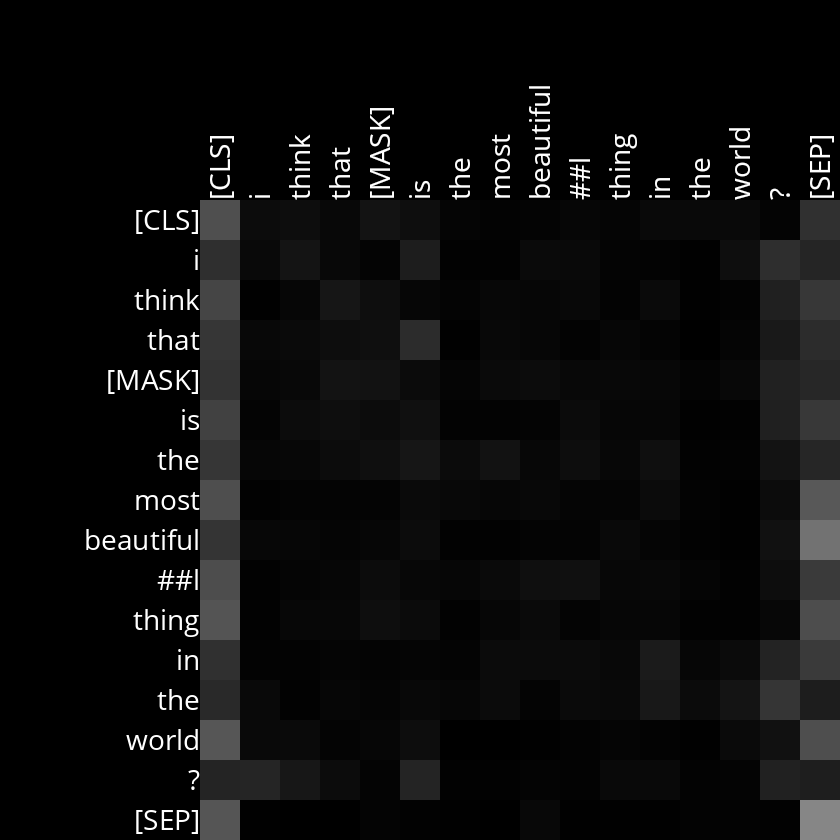 [CLS] i think that [MASK] is the most beautiful ##l thing in the world ? [SEP]
[CLS]
i
think
that
[MASK]
is
the
most
beautiful
##l
thing
in
the
world
?
[SEP]